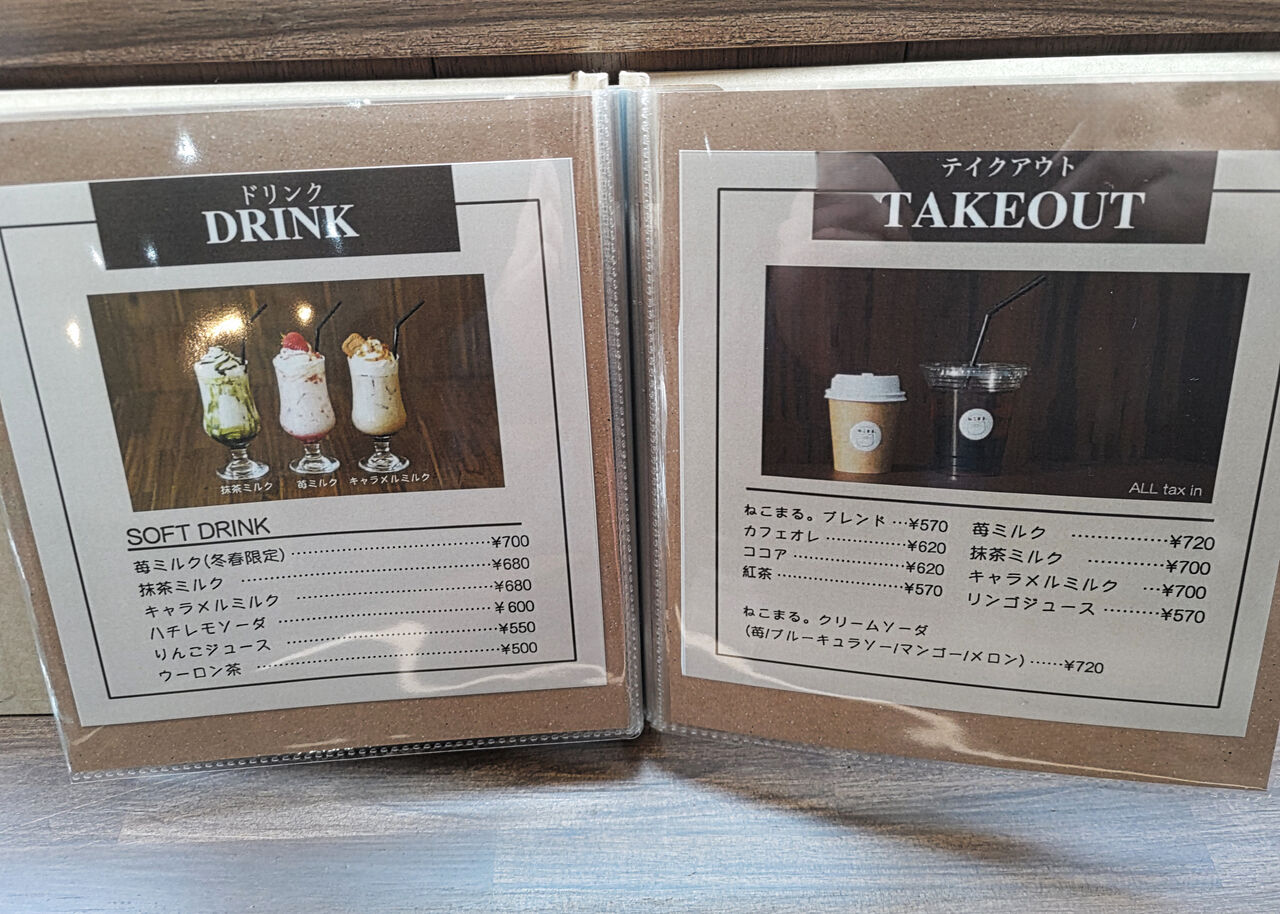 ドリンク
DRINK
抹茶ミルク 苺ミルク キャラメルミルク
SOFT DRINK
苺ミルク(冬春限定) ¥700
抹茶ミルク ¥680
キャラメルミルク ¥680
ハチレモソーダ ¥600
りんごジュース ¥550
ウーロン茶 ¥500
テイクアウト
TAKEOUT
ねこまる
ALL tax in
ねこまる。ブレンド ¥570
カフェオレ ¥620
ココア ¥620
紅茶 ¥570
苺ミルク ¥720
抹茶ミルク ¥700
キャラメルミルク ¥700
リンゴジュース ¥570
ねこまる。クリームソーダ
(苺/ブルーキュラソー/マンゴー/メロン) ¥720